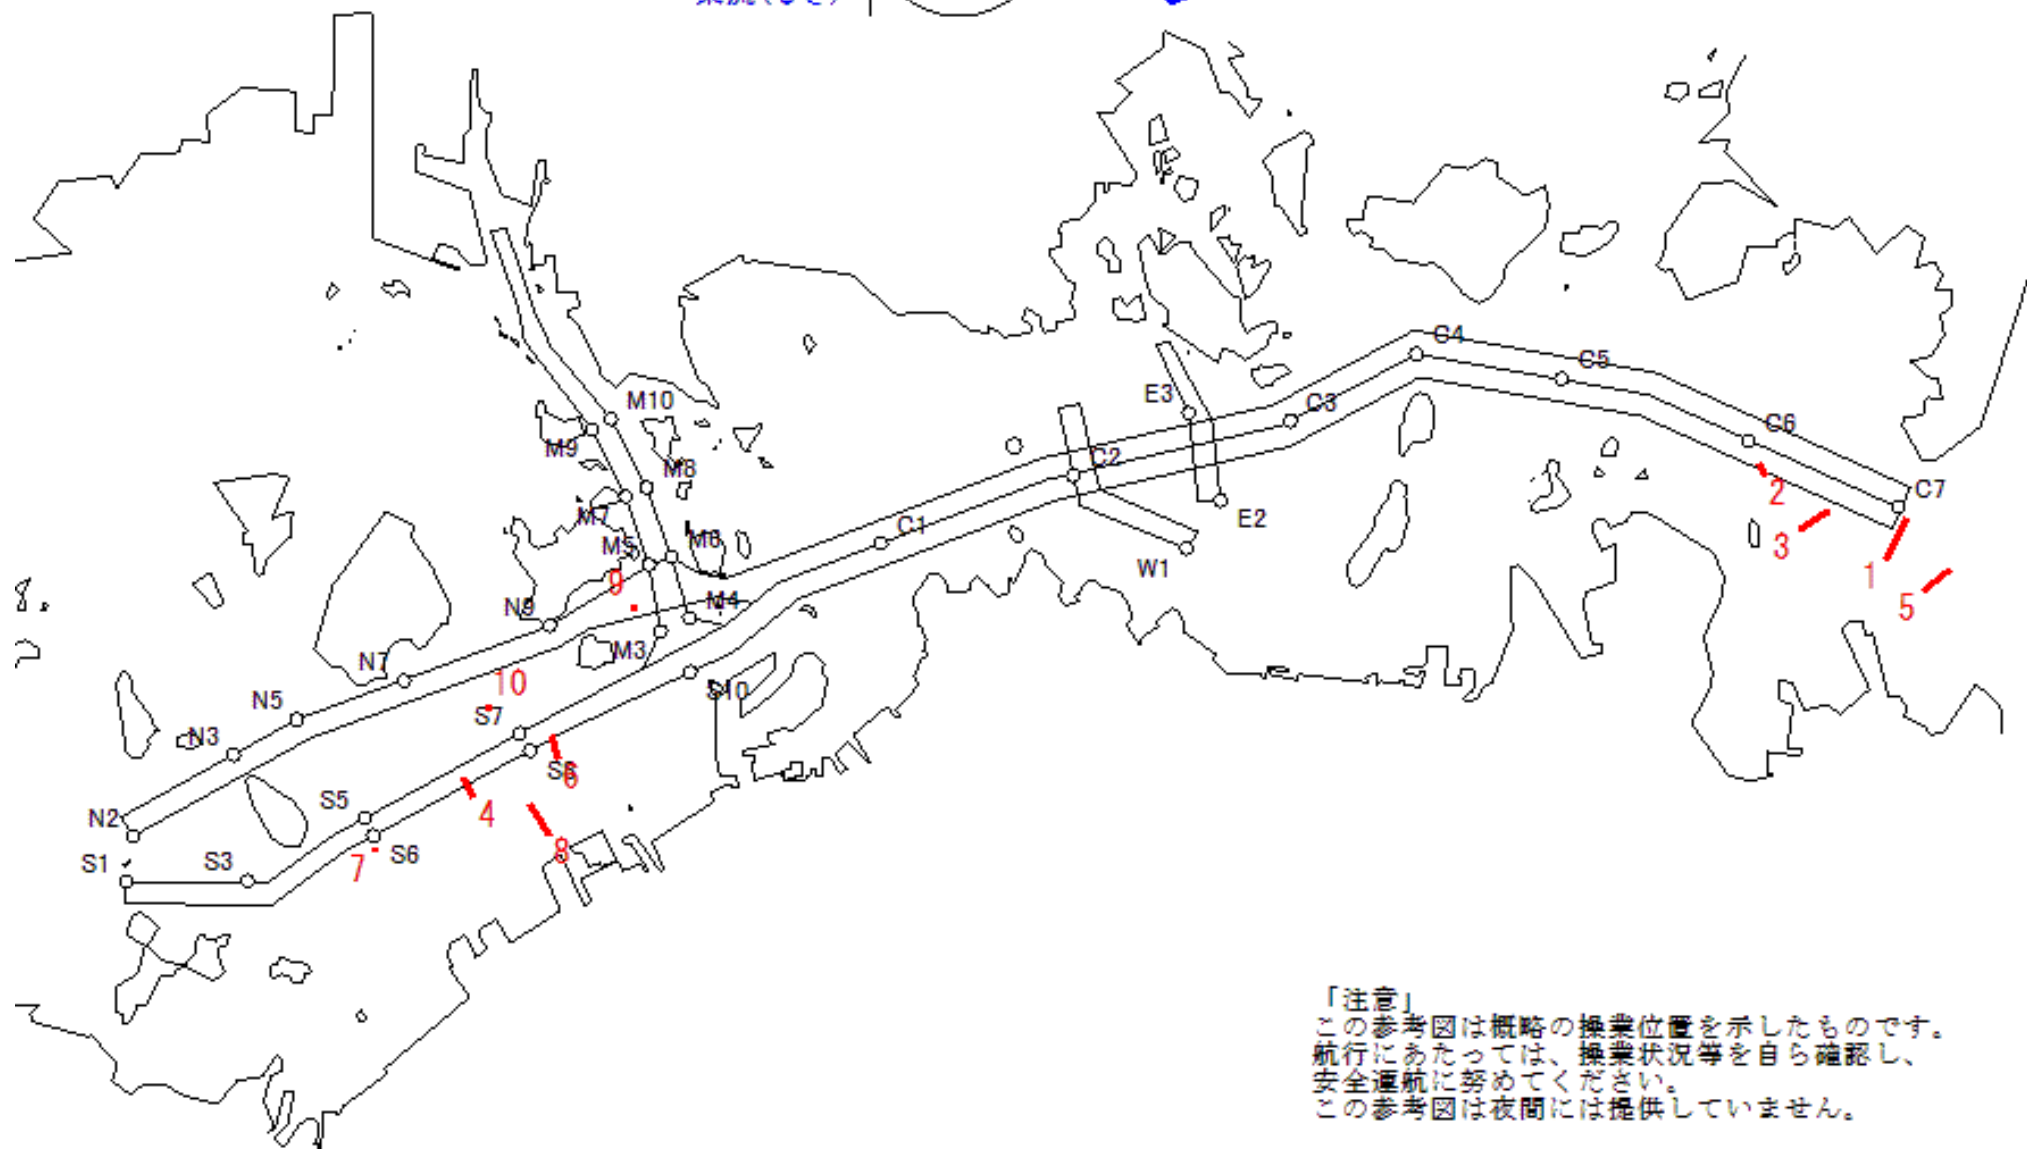 C4
C5
E3
M10
C3
C6
M9
C2
M8
2
C7
E2
M7
C1
M6
3
M5
W1
1
9
5
N9
M4
M3
N7
10
S10
N5
S7
N3
S8
6
S5
4
N2
8
S1
S3
7
S6
「注意」
この参考図は概略の操業位置を示したものです。
航行にあたっては、操業状況等を自ら確認し、
安全運航に努めてください。
この参考図は夜間には提供していません。